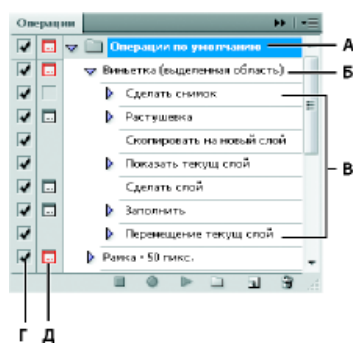 Операции
Операции по умолчанию
А
Виньетка (выделенная область)
Б
Сделать снимок
Растушевка
Скопировать на новый слой
В
Показать текущ слой
Сделать слой
Заполнить
Перемещение текущ слой
Рамка - 50 пикс.
Г
Д